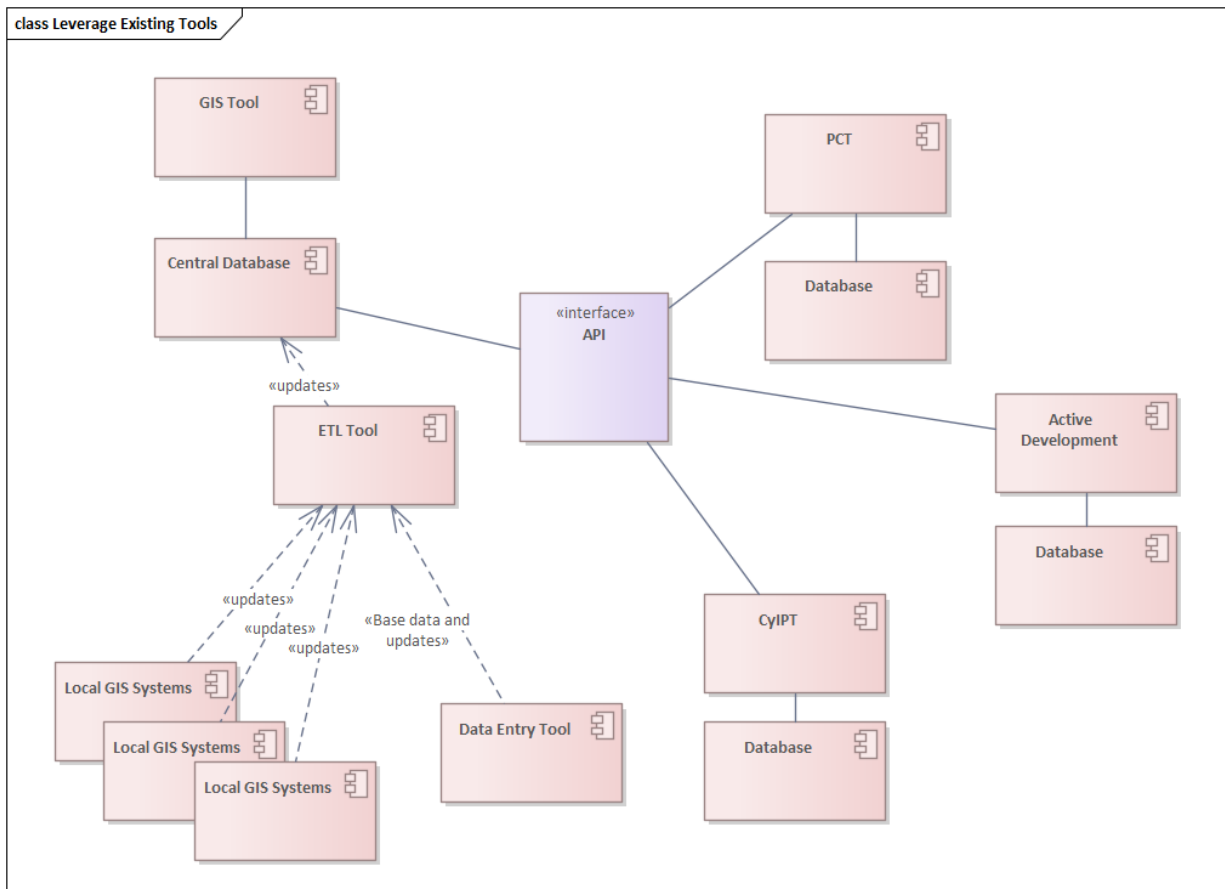 class Leverage Existing Tools
GIS Tool
PCT
Central Database
Database
«interface»
API
«updates»
ETL Tool
Active
Development
Database
«updates»
«updates»
«updates»
«Base data and
updates»
CyIPT
Local GIS Systems
Local GIS Systems
Local GIS Systems
Data Entry Tool
Database